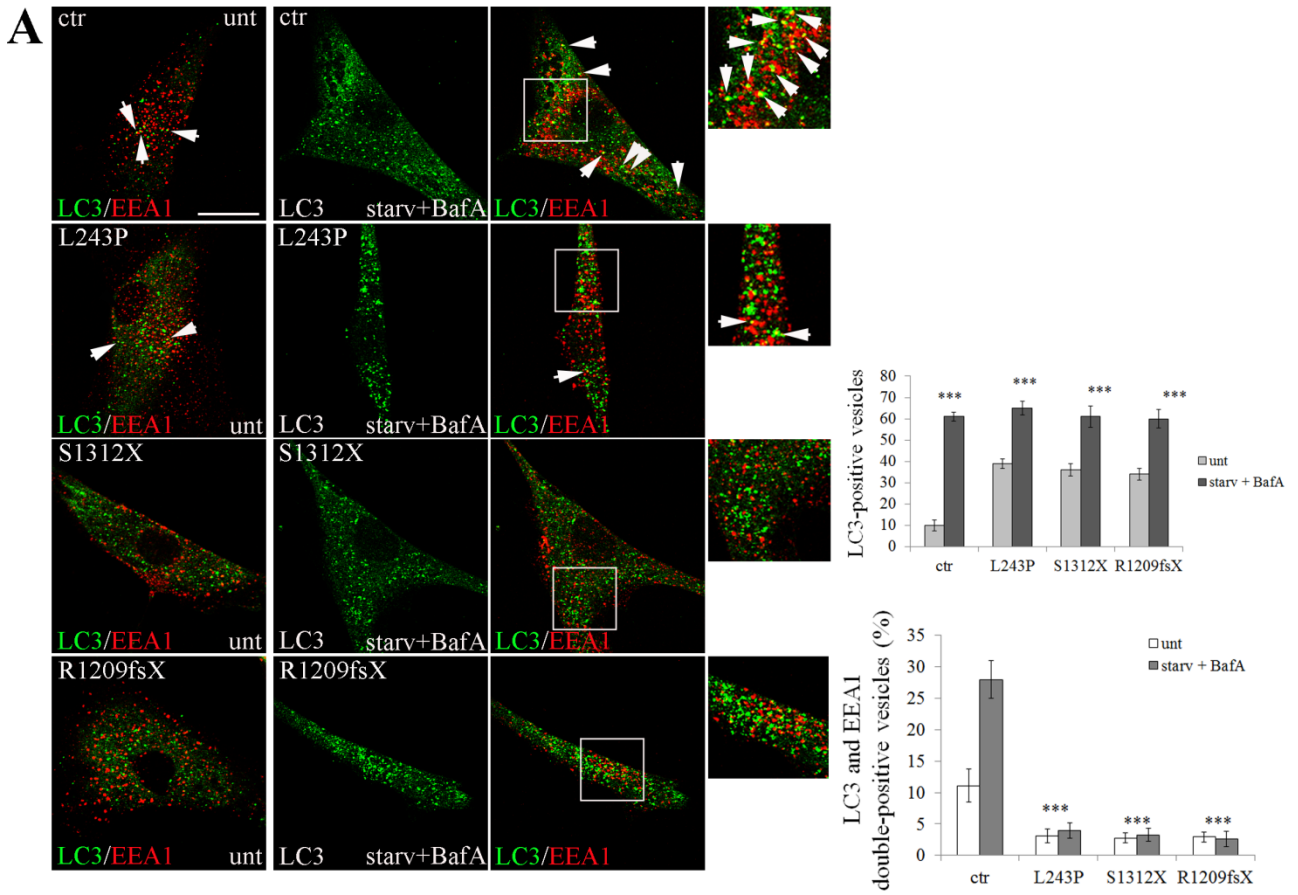 A
ctr unt
LC3/EEA1
ctr
LC3 starv+BafA
LC3/EEA1
L243P
LC3/EEA1 unt
L243P
LC3 starv+BafA
LC3/EEA1
S1312X
LC3/EEA1 unt
S1312X
LC3 starv+BafA
LC3/EEA1
R1209fsX
LC3/EEA1 unt
R1209fsX
LC3 starv+BafA
LC3/EEA1
LC3-positive vesicles
80
70
60
50
40
30
20
10
0
*** *** *** ***
unt
starv + BafA
ctr L243P S1312X R1209fsX
LC3 and EEA1
double-positive vesicles (%)
35
30
25
20
15
10
5
0
unt
starv + BafA
*** *** ***
ctr L243P S1312X R1209fsX